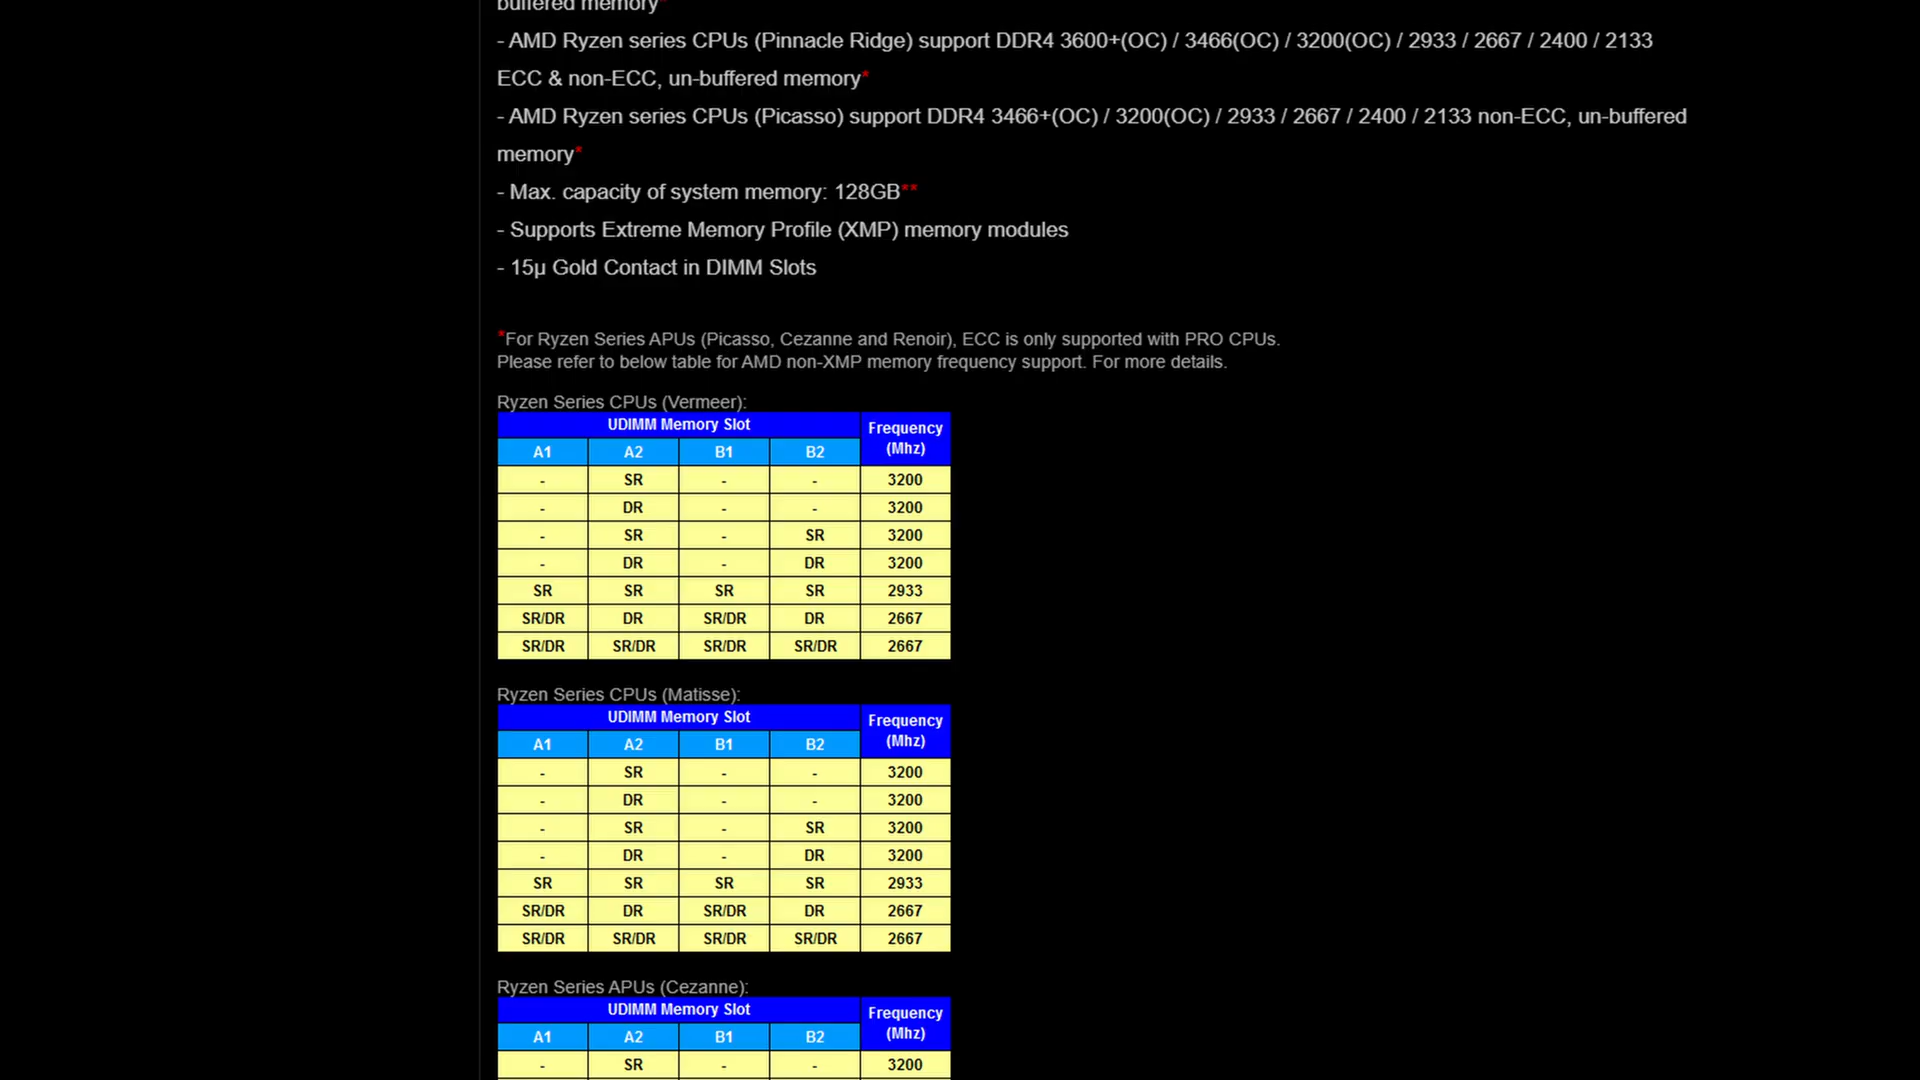 buffered memory*
- AMD Ryzen series CPUs (Pinnacle Ridge) support DDR4 3600+(OC) / 3466(OC) / 3200(OC) / 2933 / 2667 / 2400 / 2133
ECC & non-ECC, un-buffered memory*
- AMD Ryzen series CPUs (Picasso) support DDR4 3466+(OC) / 3200(OC) / 2933 / 2667 / 2400 / 2133 non-ECC, un-buffered
memory*
- Max. capacity of system memory: 128GB**
- Supports Extreme Memory Profile (XMP) memory modules
- 15μ Gold Contact in DIMM Slots
*For Ryzen Series APUs (Picasso, Cezanne and Renoir), ECC is only supported with PRO CPUs.
Please refer to below table for AMD non-XMP memory frequency support. For more details.
Ryzen Series CPUs (Vermeer):
UDIMM Memory Slot Frequency (Mhz)
A1 A2 B1 B2
- SR - - 3200
- DR - - 3200
- SR - SR 3200
- DR - DR 3200
SR SR SR SR 2933
SR/DR DR SR/DR DR 2667
SR/DR SR/DR SR/DR SR/DR 2667
Ryzen Series CPUs (Matisse):
UDIMM Memory Slot Frequency (Mhz)
A1 A2 B1 B2
- SR - - 3200
- DR - - 3200
- SR - SR 3200
- DR - DR 3200
SR SR SR SR 2933
SR/DR DR SR/DR DR 2667
SR/DR SR/DR SR/DR SR/DR 2667
Ryzen Series APUs (Cezanne):
UDIMM Memory Slot Frequency (Mhz)
A1 A2 B1 B2
- SR - - 3200